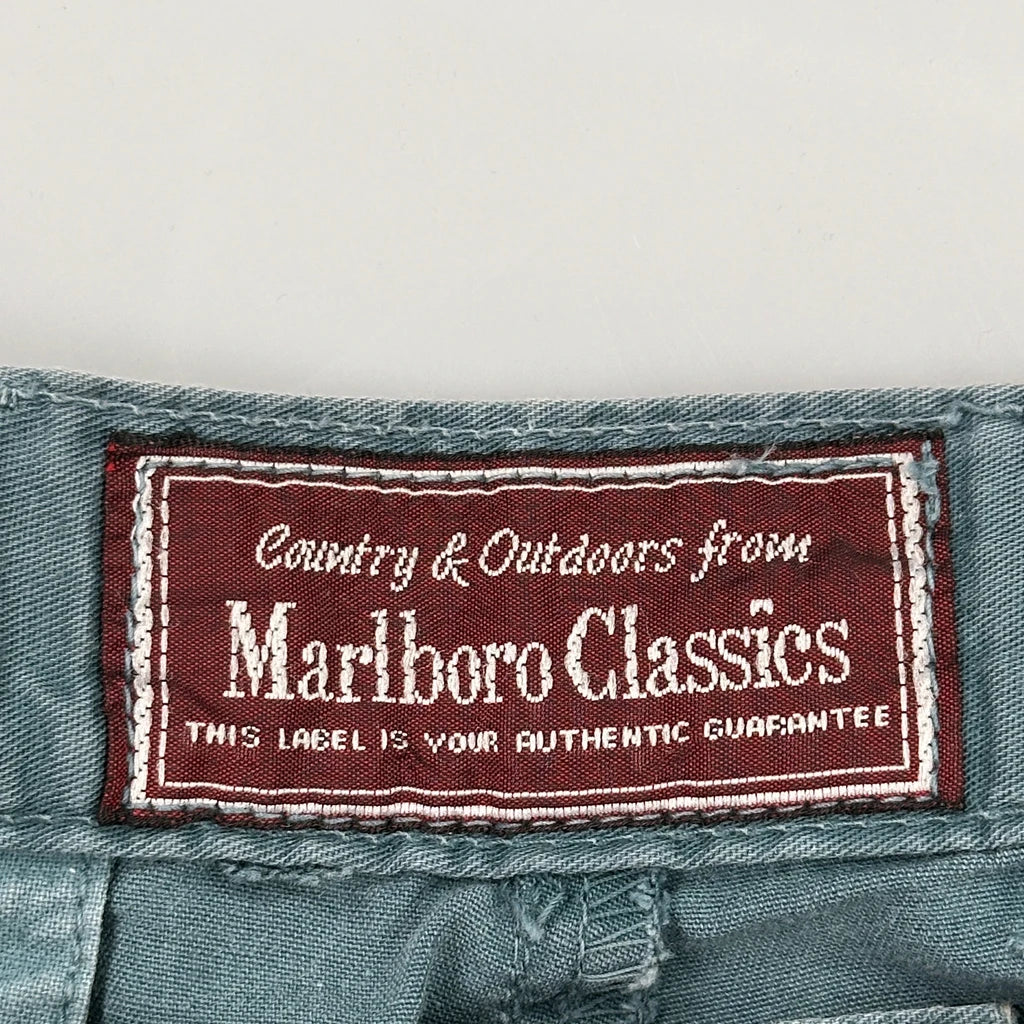 Country & Outdoors from
Marlboro Classics
THIS LABEL IS YOUR AUTHENTIC GUARANTEE